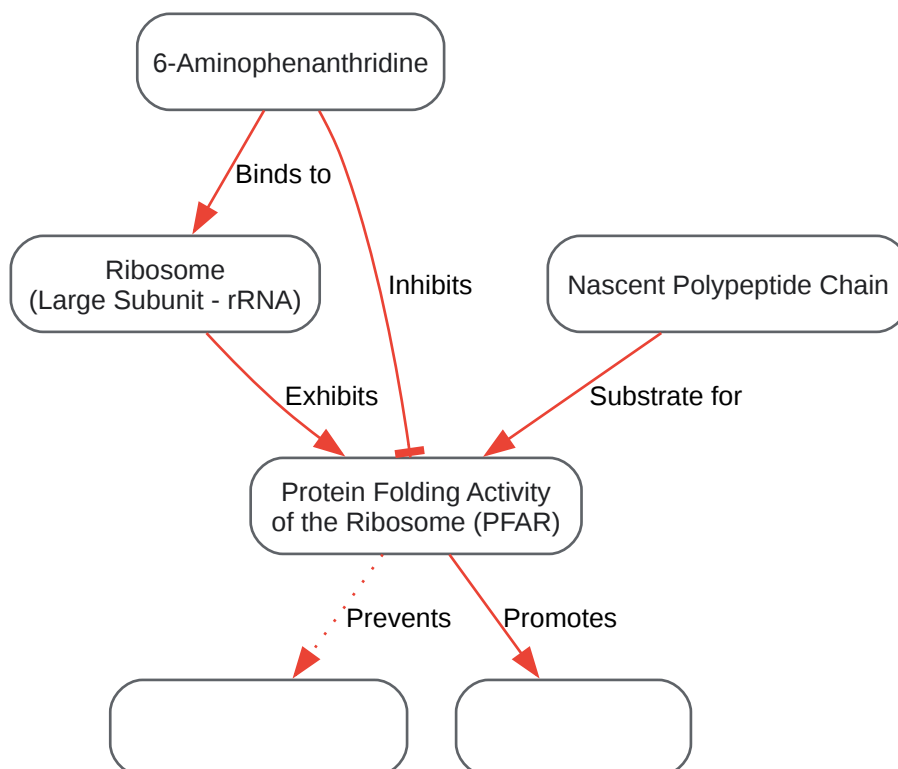 6-Aminophenanthridine
Binds to
Ribosome
(Large Subunit - rRNA)
Inhibits
Nascent Polypeptide Chain
Exhibits
Substrate for
Protein Folding Activity
of the Ribosome (PFAR)
Prevents
Promotes